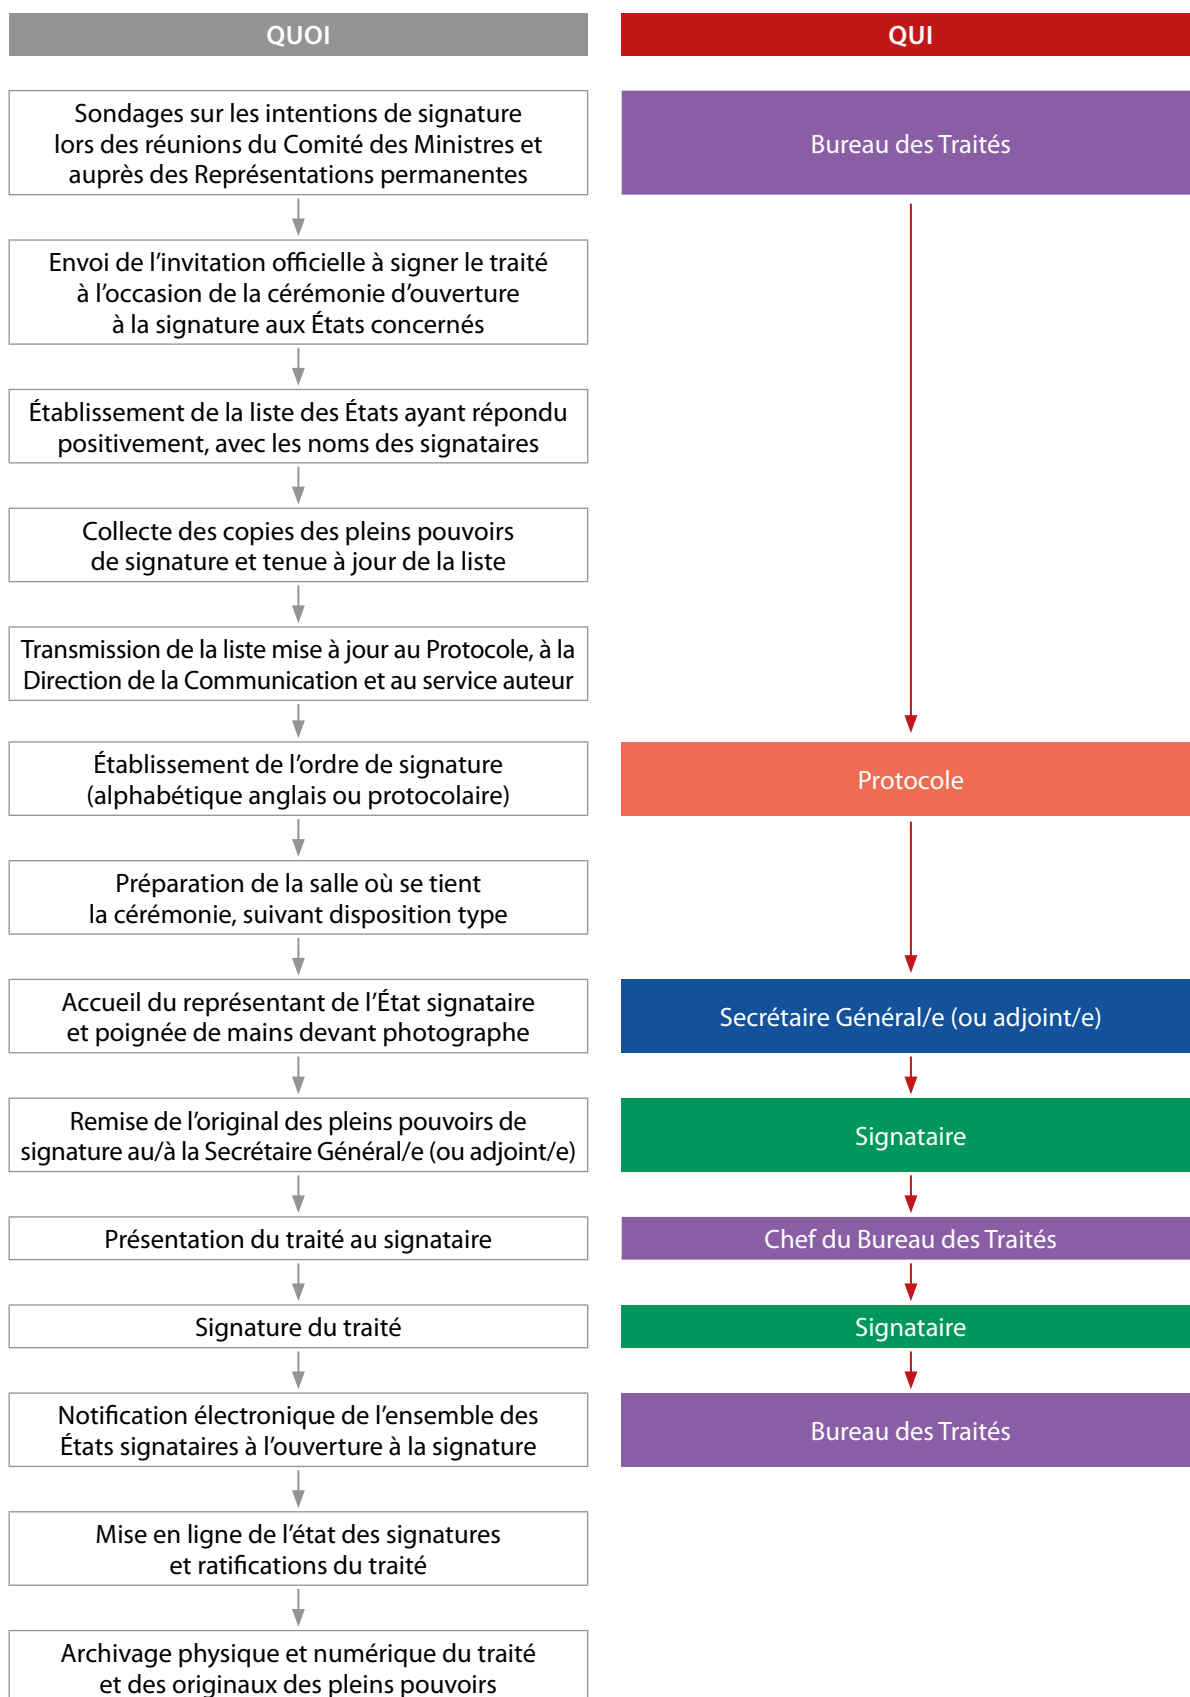 QUOI
QUI
Sondages sur les intentions de signature
lors des réunions du Comité des Ministres et
auprès des Représentations permanentes
Bureau des Traités
Envoi de l’invitation officielle à signer le traité
à l’occasion de la cérémonie d’ouverture
à la signature aux États concernés
Établissement de la liste des États ayant répondu
positivement, avec les noms des signataires
Collecte des copies des pleins pouvoirs
de signature et tenue à jour de la liste
Transmission de la liste mise à jour au Protocole, à la
Direction de la Communication et au service auteur
Établissement de l’ordre de signature
(alphabétique anglais ou protocolaire)
Protocole
Préparation de la salle où se tient
la cérémonie, suivant disposition type
Accueil du représentant de l’État signataire
et poignée de mains devant photographe
Secrétaire Général/e (ou adjoint/e)
Remise de l’original des pleins pouvoirs de
signature au/à la Secrétaire Général/e (ou adjoint/e)
Signataire
Présentation du traité au signataire
Chef du Bureau des Traités
Signature du traité
Signataire
Notification électronique de l’ensemble des
États signataires à l’ouverture à la signature
Bureau des Traités
Mise en ligne de l’état des signatures
et ratifications du traité
Archivage physique et numérique du traité
et des originaux des pleins pouvoirs